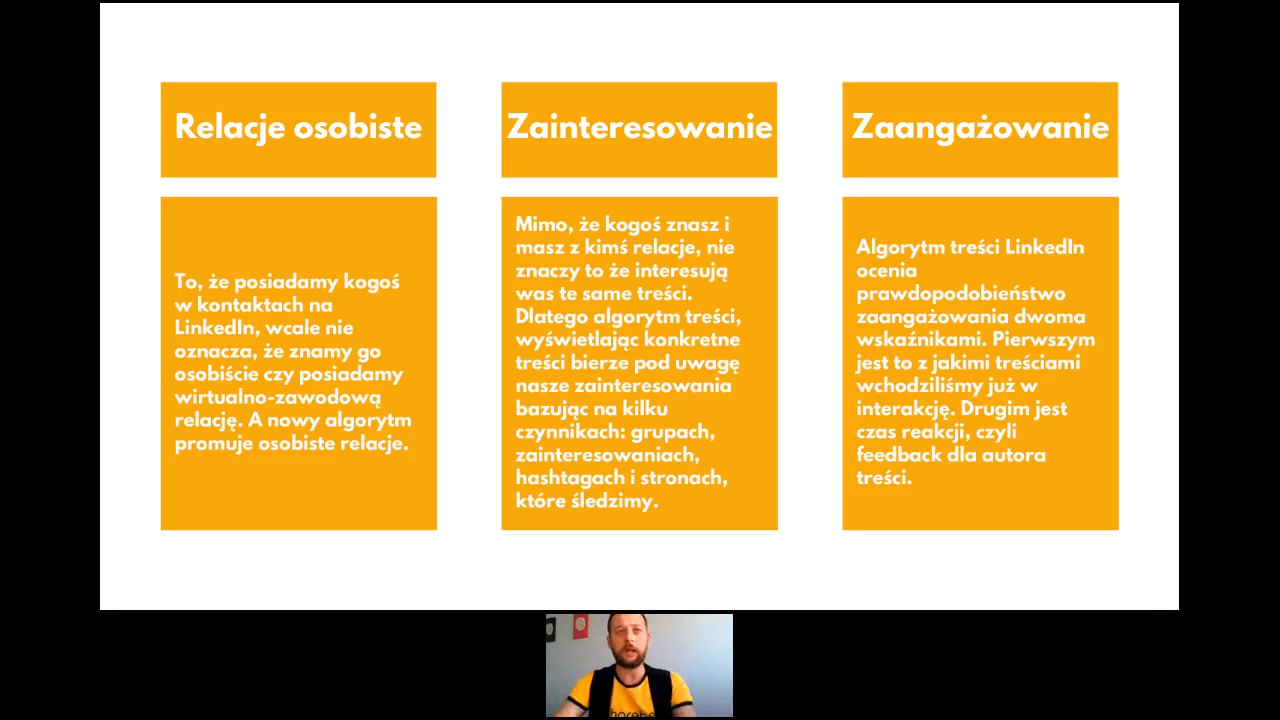 Relacje osobiste
To, że posiadamy kogoś
w kontaktach na
LinkedIn, wcale nie
oznacza, że znamy go
osobiście czy posiadamy
wirtualno-zawodową
relację. A nowy algorytm
promuje osobiste relacje.
Zainteresowanie
Mimo, że kogoś znasz i
masz z kimś relacje, nie
znaczy to że interesują
was te same treści.
Dlatego algorytm treści,
wyświetlając konkretne
treści bierze pod uwagę
nasze zainteresowania
bazując na kilku
czynnikach: grupach,
zainteresowaniach,
hashtagach i stronach,
które śledzimy.
Zaangażowanie
Algorytm treści LinkedIn
ocenia
prawdopodobieństwo
zaangażowania dwoma
wskaźnikami. Pierwszym
jest to z jakimi treściami
wchodziliśmy już w
interakcję. Drugim jest
czas reakcji, czyli
feedback dla autora
treści.